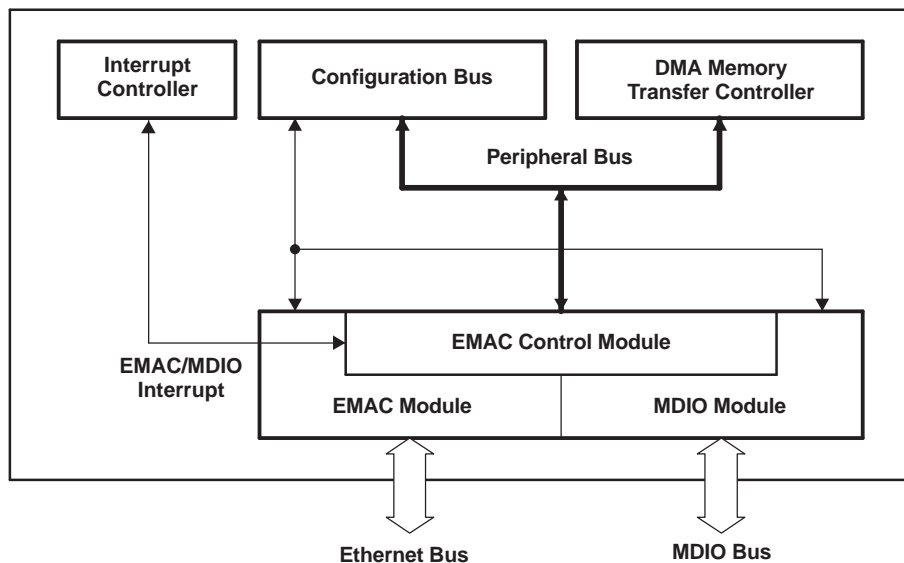 Interrupt
Controller
Configuration Bus
DMA Memory
Transfer Controller
Peripheral Bus
EMAC Control Module
EMAC/MDIO
Interrupt
EMAC Module
MDIO Module
Ethernet Bus
MDIO Bus